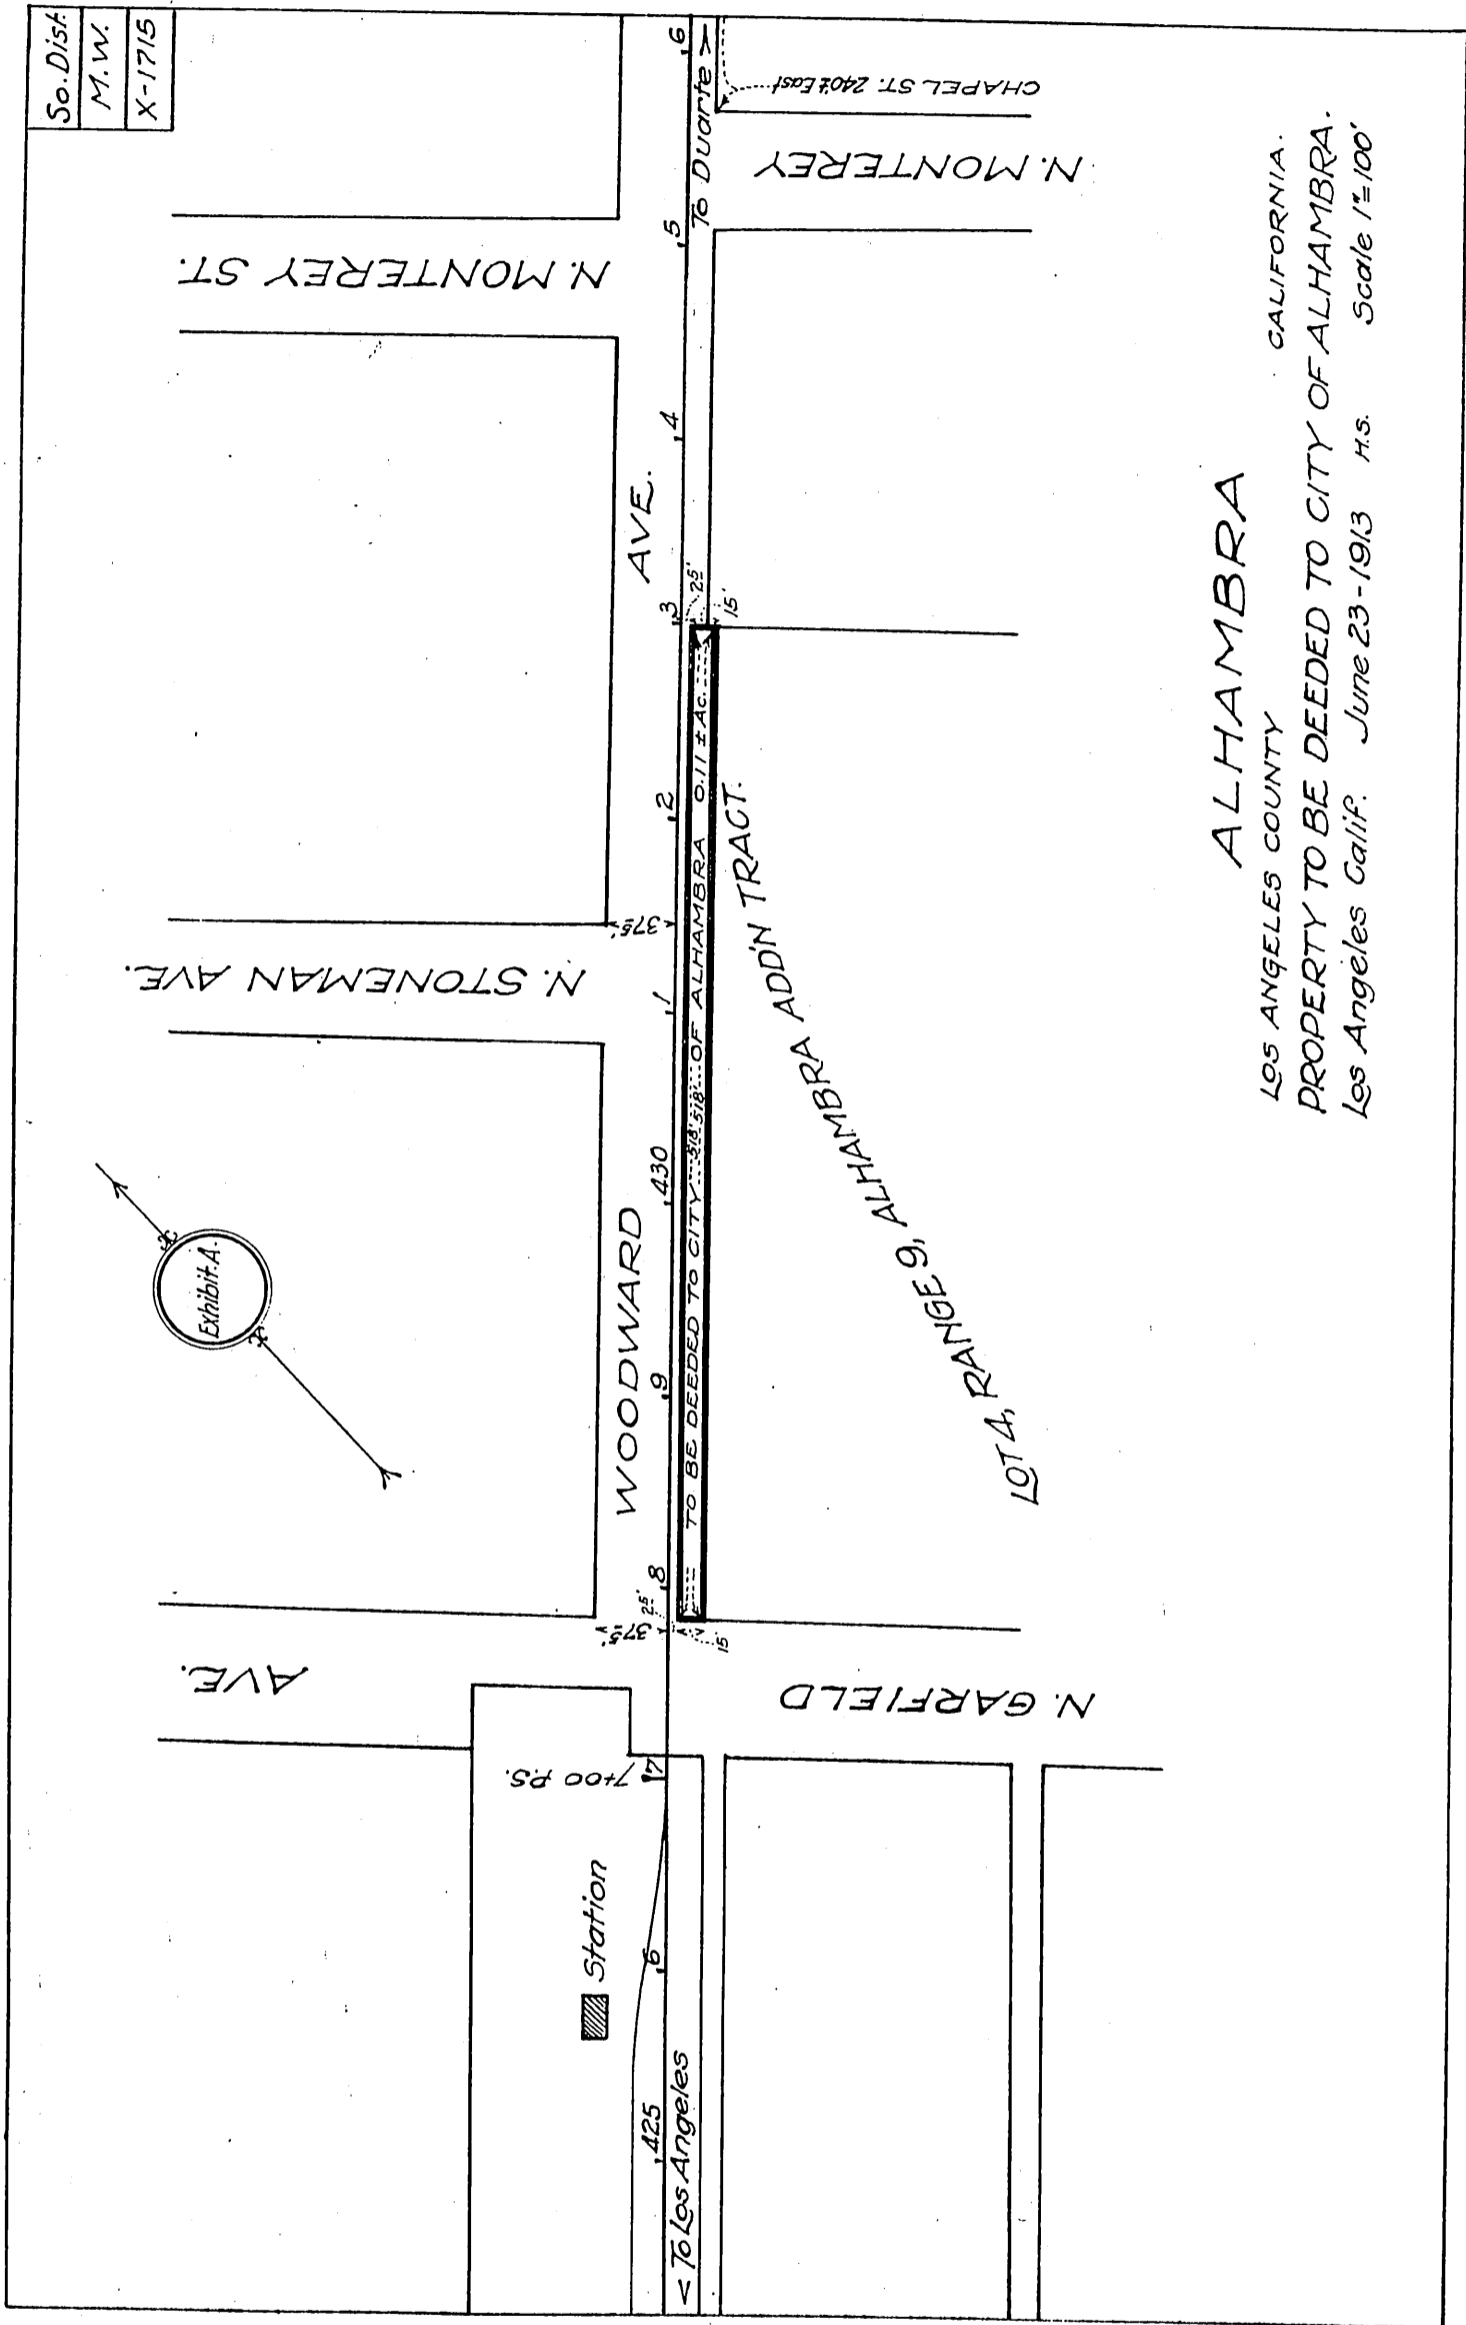 So. Dist.
M.W.
X-1715
N. MONTEREY ST.
N. STONEMAN AVE.
Exhibit. A.
AVE.
N. GARFIELD
WOODWARD
AVE.
N. MONTEREY
CHAPEL ST. 240'± East
< To Los Angeles
To Duarte >
Station
7+00 P.S.
425
6
7
8
9
430
1
2
3
4
5
6
37.5'
25'
15
37.5'
25'
15'
TO BE DEEDED TO CITY OF ALHAMBRA 0.11 ± Ac.
518'
518'
LOT 4, RANGE 9, ALHAMBRA ADD'N TRACT.
ALHAMBRA
LOS ANGELES COUNTY CALIFORNIA.
PROPERTY TO BE DEEDED TO CITY OF ALHAMBRA.
Los Angeles Calif. June 23-1913 H.S. Scale 1"=100'